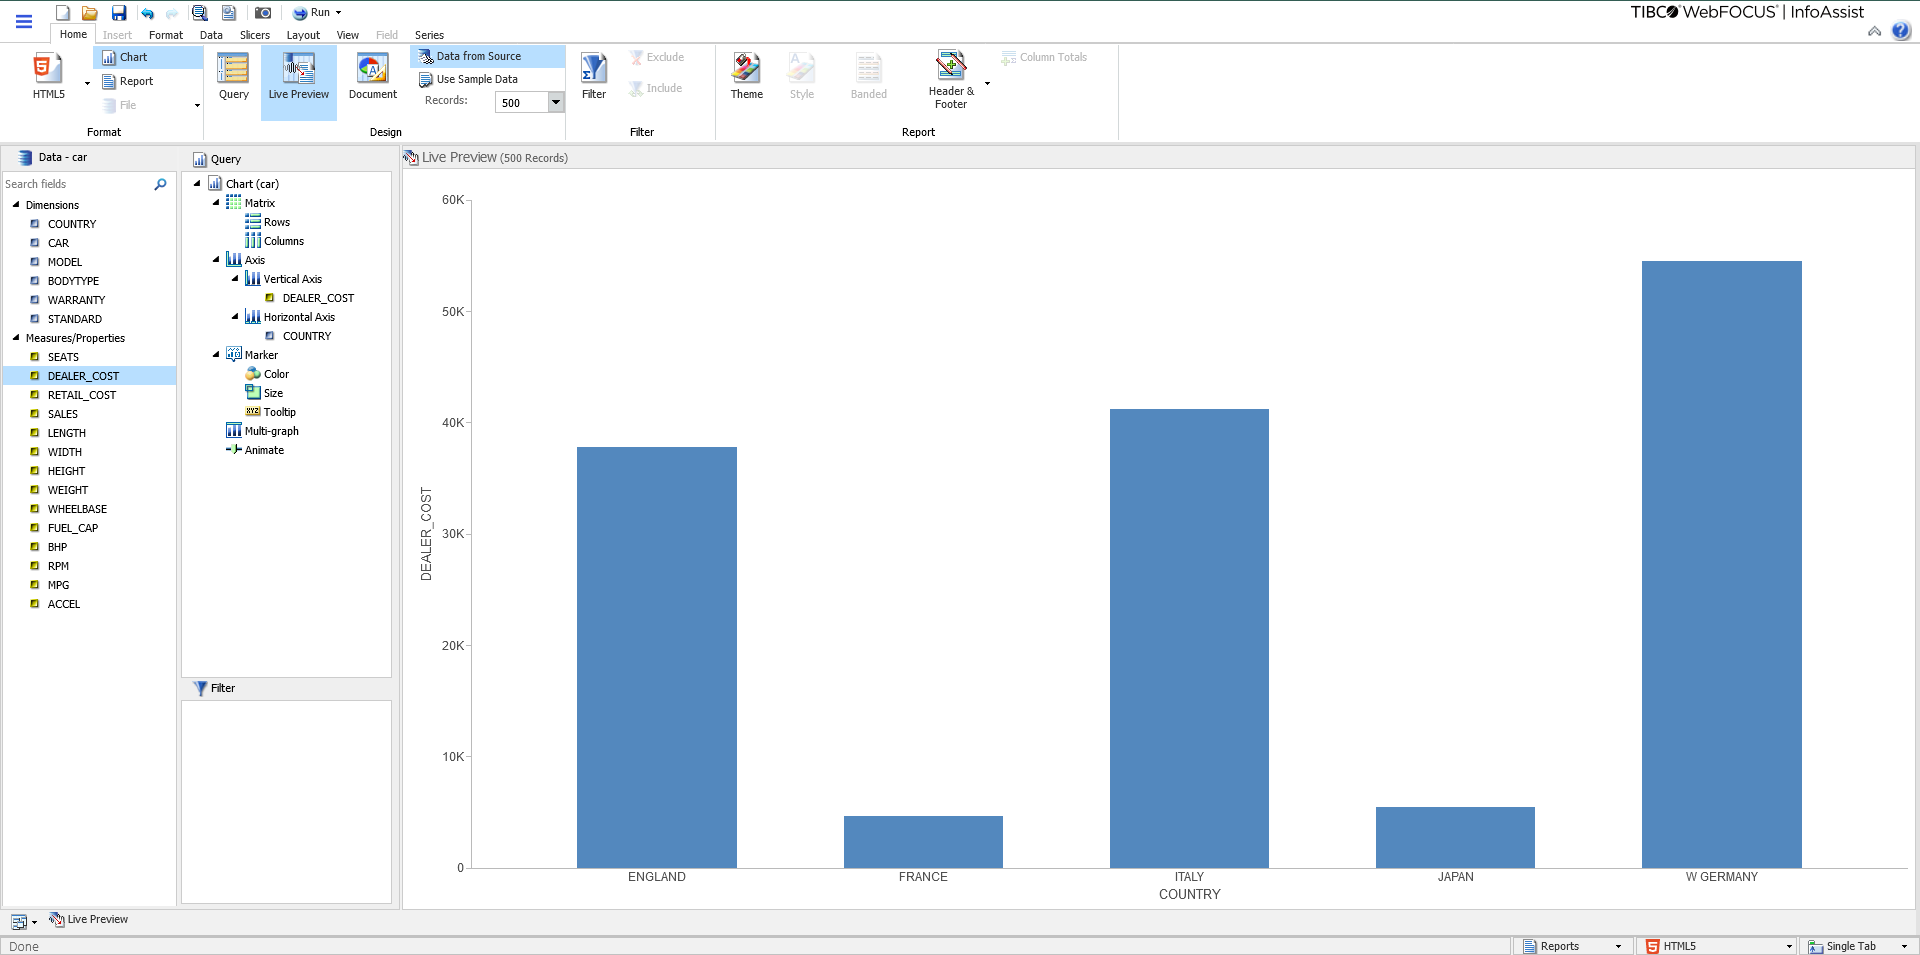 TIBCO WebFOCUS® | InfoAssist
Run
Home Insert Format Data Slicers Layout View Field Series
HTML5
Chart
Report
File
Format
Query
Live Preview
Document
Data from Source
Use Sample Data
Records: 500
Design
Filter
Exclude
Include
Filter
Theme
Style
Banded
Header &
Footer
Column Totals
Report
Data - car
Search fields
Dimensions
COUNTRY
CAR
MODEL
BODYTYPE
WARRANTY
STANDARD
Measures/Properties
SEATS
DEALER_COST
RETAIL_COST
SALES
LENGTH
WIDTH
HEIGHT
WEIGHT
WHEELBASE
FUEL_CAP
BHP
RPM
MPG
ACCEL
Query
Chart (car)
Matrix
Rows
Columns
Axis
Vertical Axis
DEALER_COST
Horizontal Axis
COUNTRY
Marker
Color
Size
Tooltip
Multi-graph
Animate
Filter
Live Preview (500 Records)
60K
50K
40K
30K
20K
10K
0
DEALER_COST
ENGLAND FRANCE ITALY JAPAN W GERMANY
COUNTRY
Live Preview
Done
Reports
HTML5
Single Tab